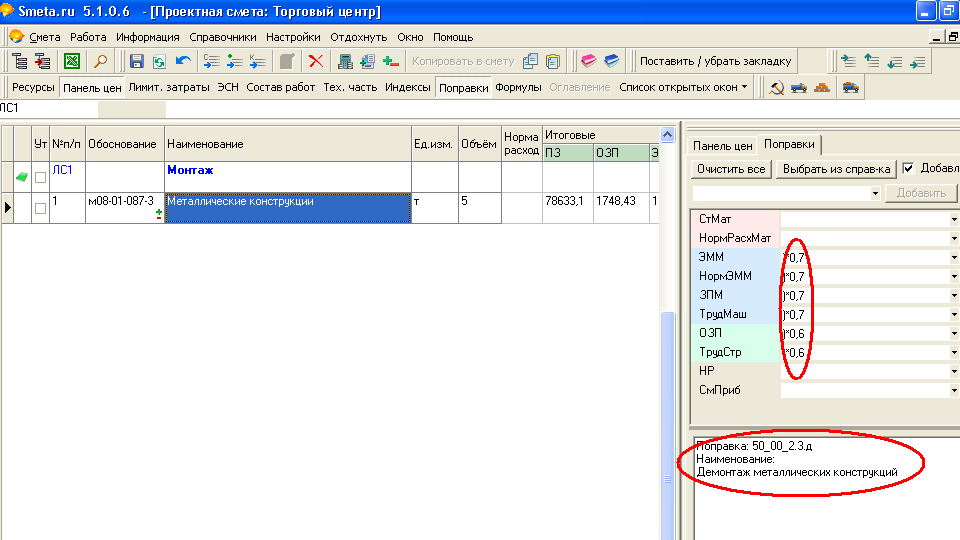 Smeta.ru 5.1.0.6 - [Проектная смета: Торговый центр]
Смета Работа Информация Справочники Настройки Отдохнуть Окно Помощь
Копировать в смету Поставить / убрать закладку
Ресурсы Панель цен Лимит. затраты ЭСН Состав работ Тех. часть Индексы Поправки Формулы Оглавление Список открытых окон
ЛС1
Ут №п/п Обоснование Наименование Ед.изм. Объём Норма расход Итоговые
ПЗ ОЗП Э
ЛС1 Монтаж
1 м08-01-087-3 Металлические конструкции т 5 78633,1 1748,43 1
Панель цен Поправки
Очистить все Выбрать из справ-ка Добавл
Добавить
СтМат
НормРасхМат
ЭММ )*0,7
НормЭММ )*0,7
ЗПМ )*0,7
ТрудМаш )*0,7
ОЗП )*0,6
ТрудСтр )*0,6
НР
СмПриб
Поправка: 50_00_2.3.д
Наименование:
Демонтаж металлических конструкций